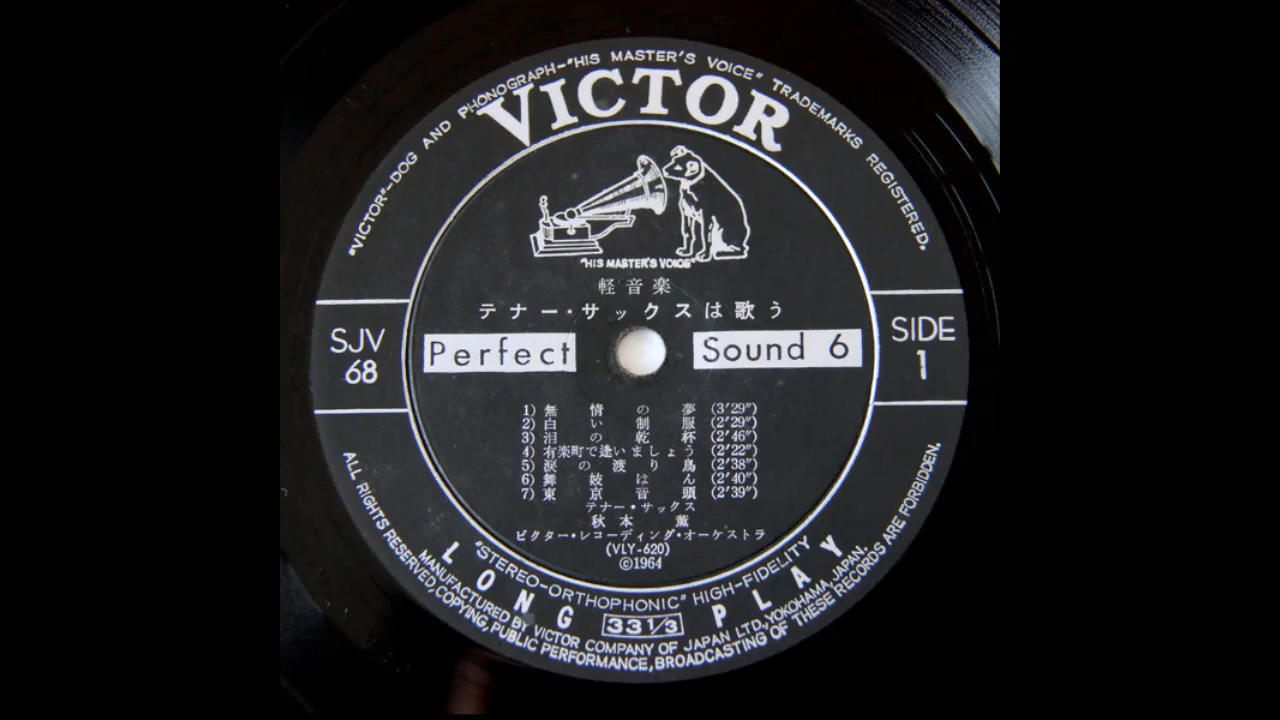 "VICTOR"-DOG AND PHONOGRAPH-"HIS MASTER'S VOICE" TRADEMARKS REGISTERED.
VICTOR
"HIS MASTER'S VOICE"
軽音楽
テナー・サックスは歌う
SJV
68
Perfect Sound 6
SIDE
1
1) 無情の夢 (3'29")
2) 白い制服 (2'29")
3) 泪の乾杯 (2'46")
4) 有楽町で逢いましょう (2'22")
5) 涙の渡り鳥 (2'38")
6) 舞妓はん (2'40")
7) 東京音頭 (2'39")
テナー・サックス
秋本薫
ビクター・レコーディング・オーケストラ
(VLY-620)
©1964
"STEREO-ORTHOPHONIC" HIGH-FIDELITY
LONG 33 1/3 PLAY
MANUFACTURED BY VICTOR COMPANY OF JAPAN LTD., YOKOHAMA, JAPAN.
ALL RIGHTS RESERVED, COPYING, PUBLIC PERFORMANCE, BROADCASTING OF THESE RECORDS ARE FORBIDDEN.